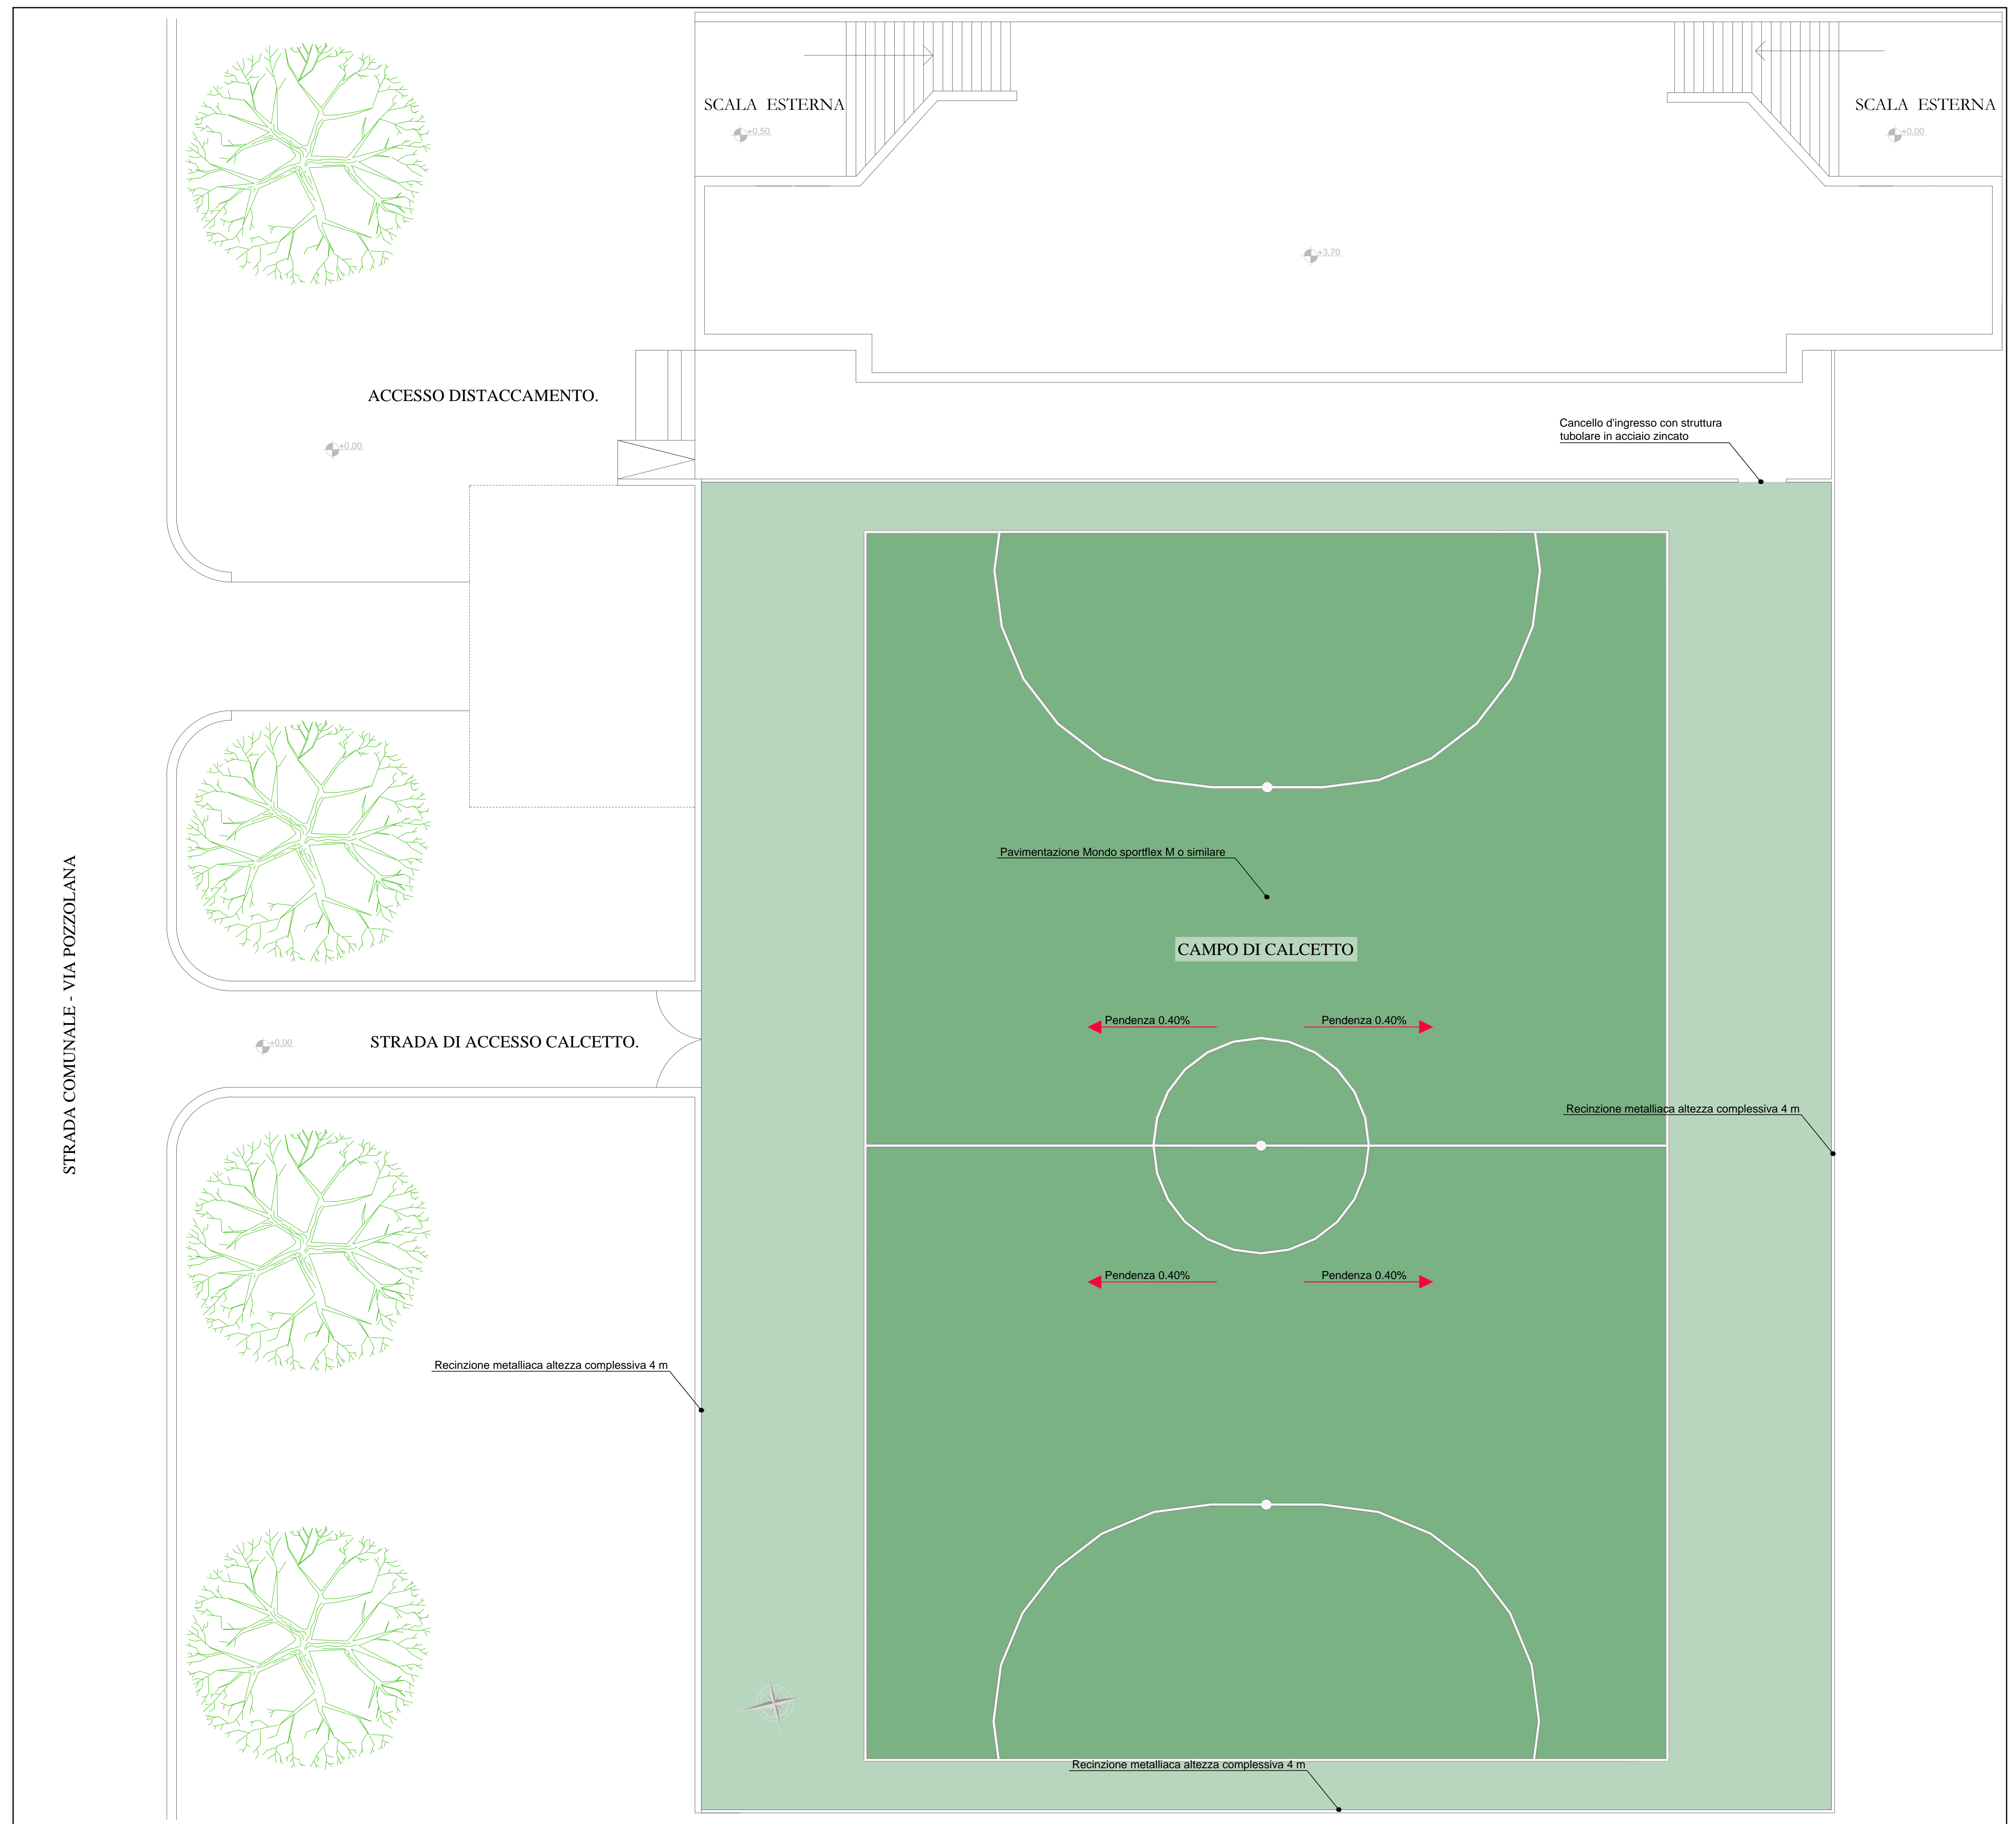 SCALA ESTERNA
+0.50
SCALA ESTERNA
+0.00
+3.70
ACCESSO DISTACCAMENTO.
+0.00
Cancello d'ingresso con struttura
tubolare in acciaio zincato
Pavimentazione Mondo sportflex M o similare
CAMPO DI CALCETTO
STRADA COMUNALE - VIA POZZOLANA
Pendenza 0.40%
Pendenza 0.40%
STRADA DI ACCESSO CALCETTO.
+0.00
Recinzione metalliaca altezza complessiva 4 m
Pendenza 0.40%
Pendenza 0.40%
Recinzione metalliaca altezza complessiva 4 m
Recinzione metalliaca altezza complessiva 4 m